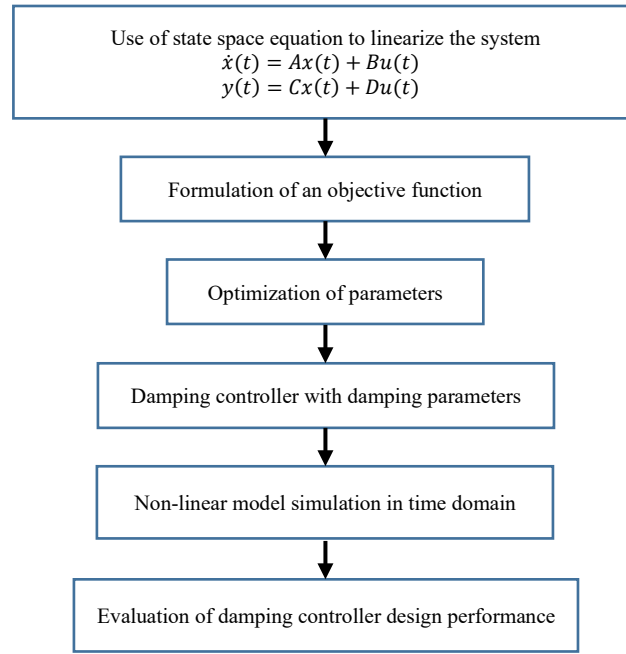 Use of state space equation to linearize the system
ẋ(t) = Ax(t) + Bu(t)
y(t) = Cx(t) + Du(t)
Formulation of an objective function
Optimization of parameters
Damping controller with damping parameters
Non-linear model simulation in time domain
Evaluation of damping controller design performance